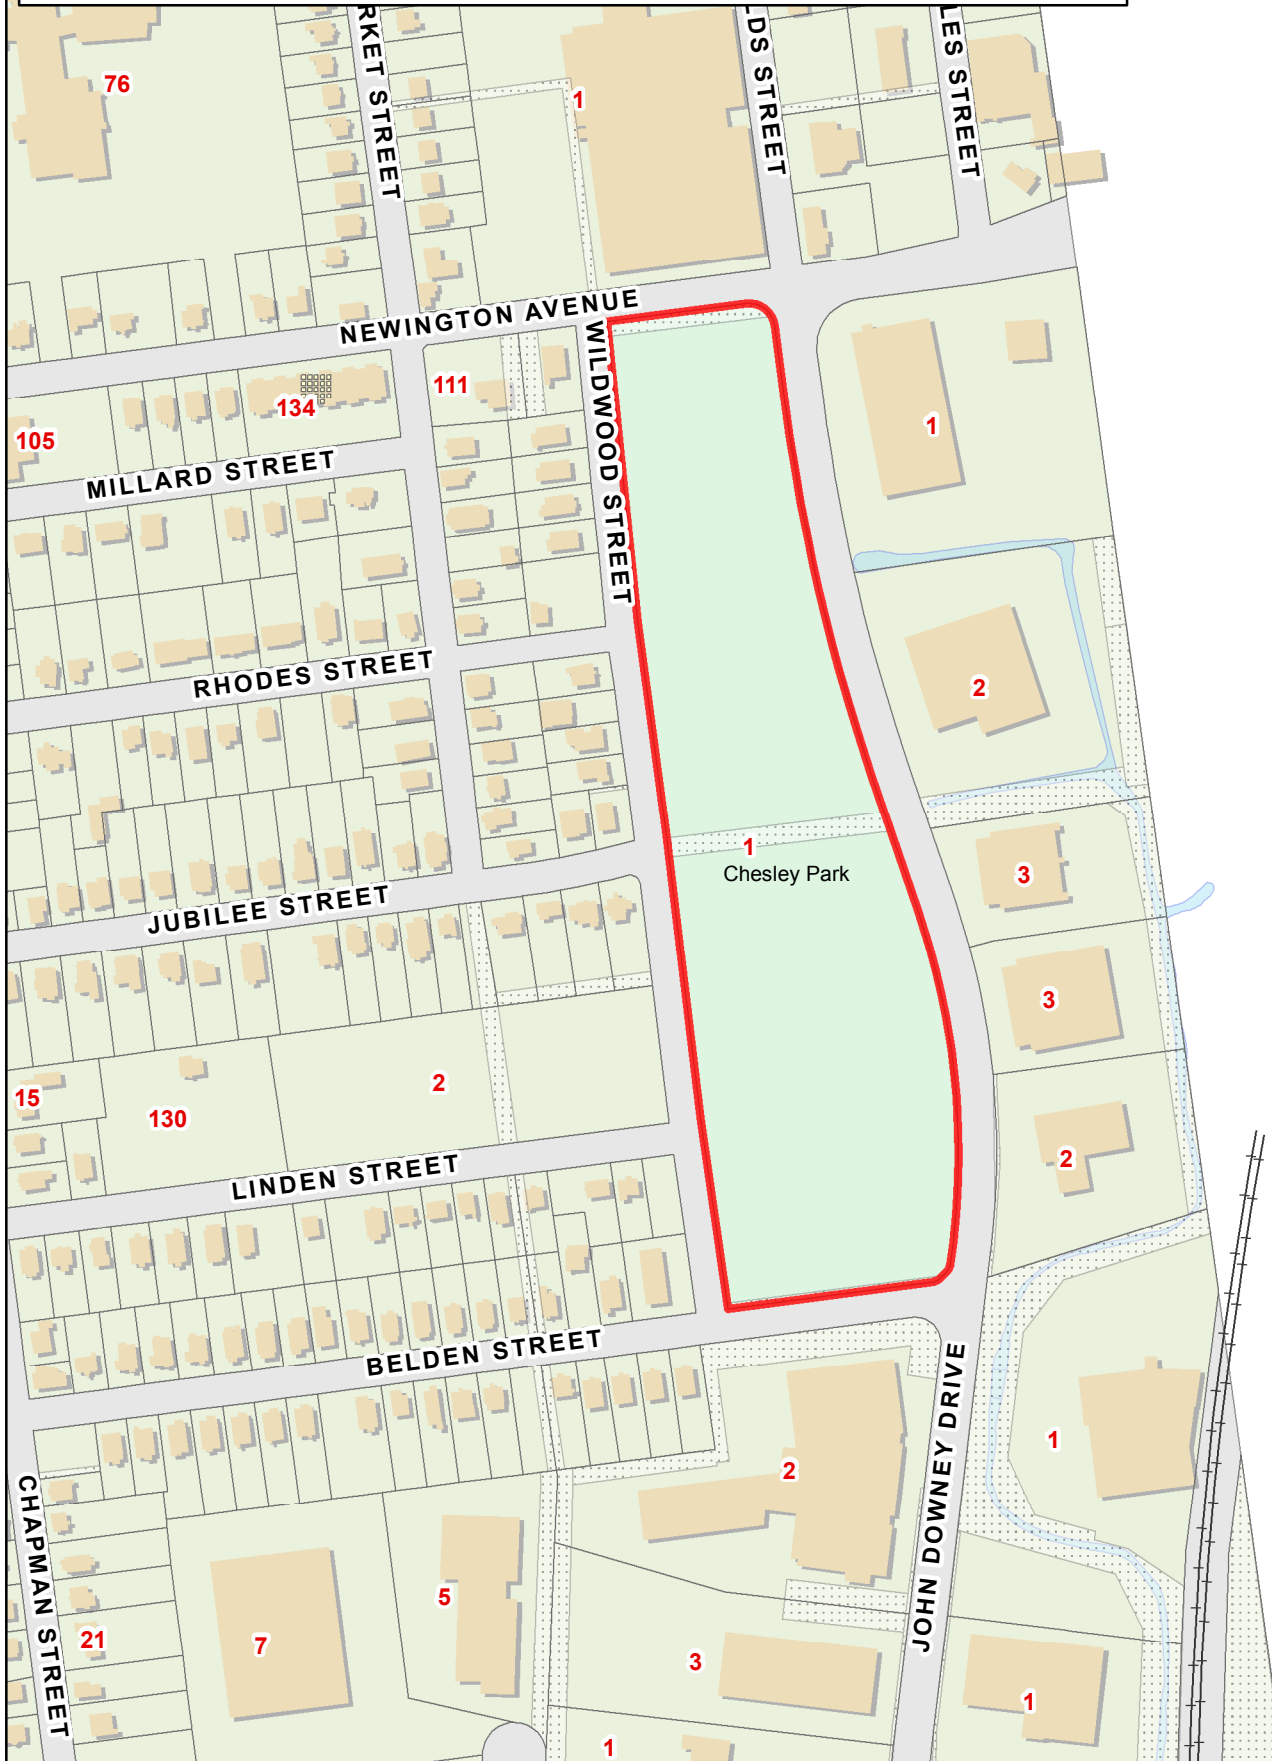 76
RKET STREET
1
LDS STREET
LES STREET
NEWINGTON AVENUE
WILDWOOD STREET
111
134
105
1
MILLARD STREET
RHODES STREET
2
1
Chesley Park
3
JUBILEE STREET
3
2
15
130
2
LINDEN STREET
BELDEN STREET
JOHN DOWNEY DRIVE
1
2
CHAPMAN STREET
5
21
7
3
1
1